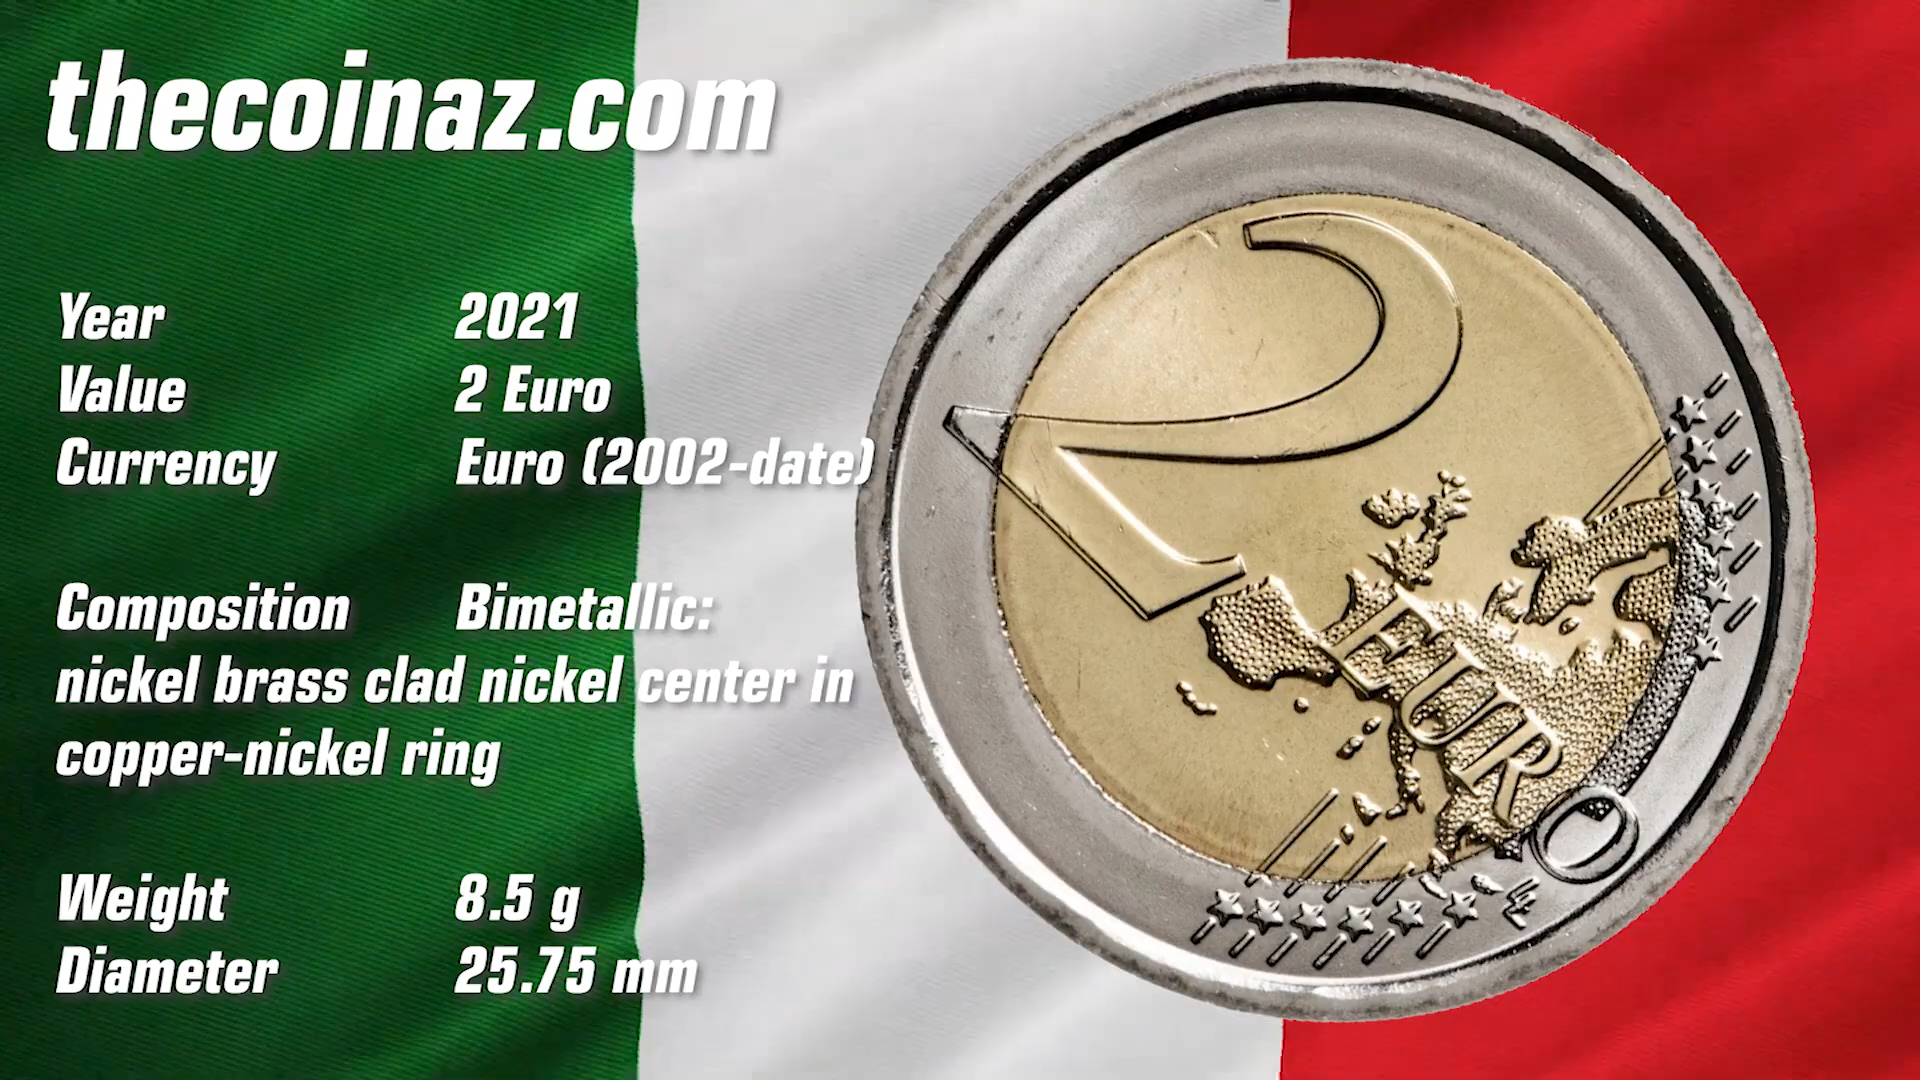 thecoinaz.com
Year 2021
Value 2 Euro
Currency Euro (2002-date)
Composition Bimetallic:
nickel brass clad nickel center in
copper-nickel ring
Weight 8.5 g
Diameter 25.75 mm
2
EURO